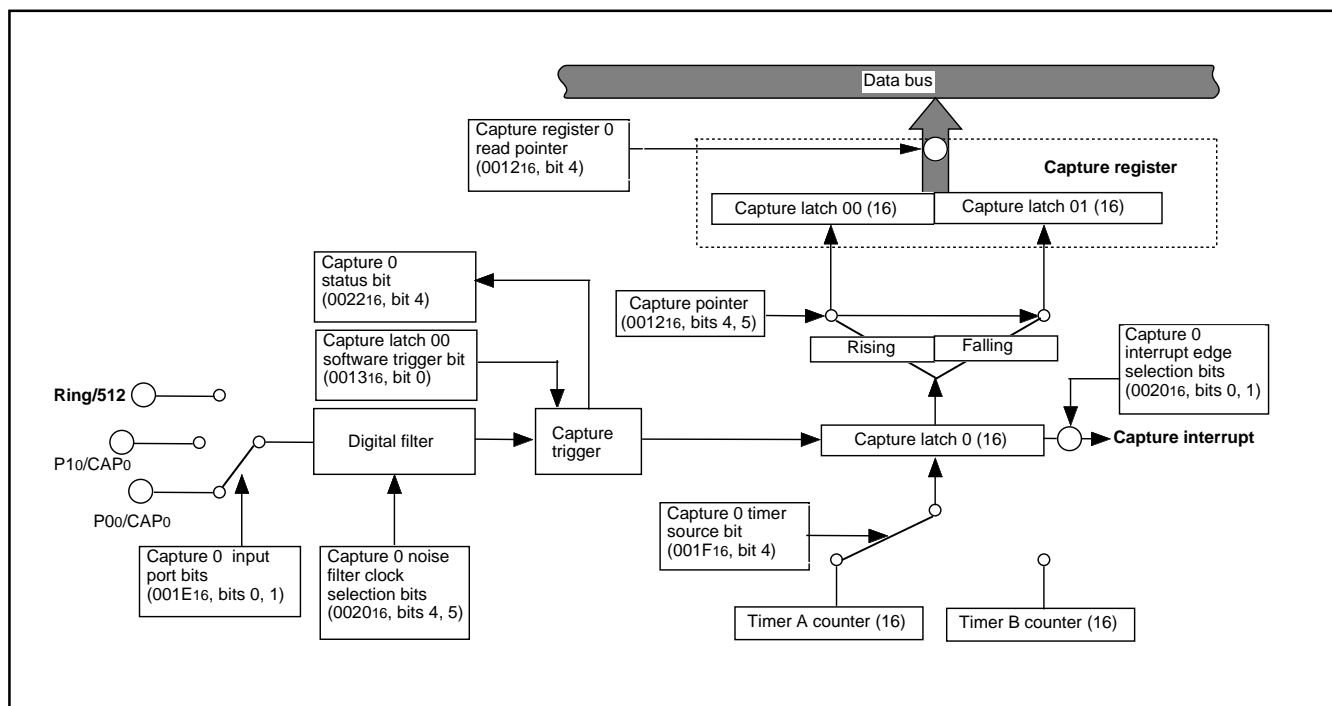 Data bus
Capture register 0
read pointer
(001216, bit 4)
Capture register
Capture latch 00 (16)
Capture latch 01 (16)
Capture 0
status bit
(002216, bit 4)
Capture pointer
(001216, bits 4, 5)
Capture latch 00
software trigger bit
(001316, bit 0)
Rising
Falling
Capture 0
interrupt edge
selection bits
(002016, bits 0, 1)
Ring/512
P10/CAP0
P00/CAP0
Digital filter
Capture
trigger
Capture latch 0 (16)
Capture interrupt
Capture 0 input
port bits
(001E16, bits 0, 1)
Capture 0 noise
filter clock
selection bits
(002016, bits 4, 5)
Capture 0 timer
source bit
(001F16, bit 4)
Timer A counter (16)
Timer B counter (16)